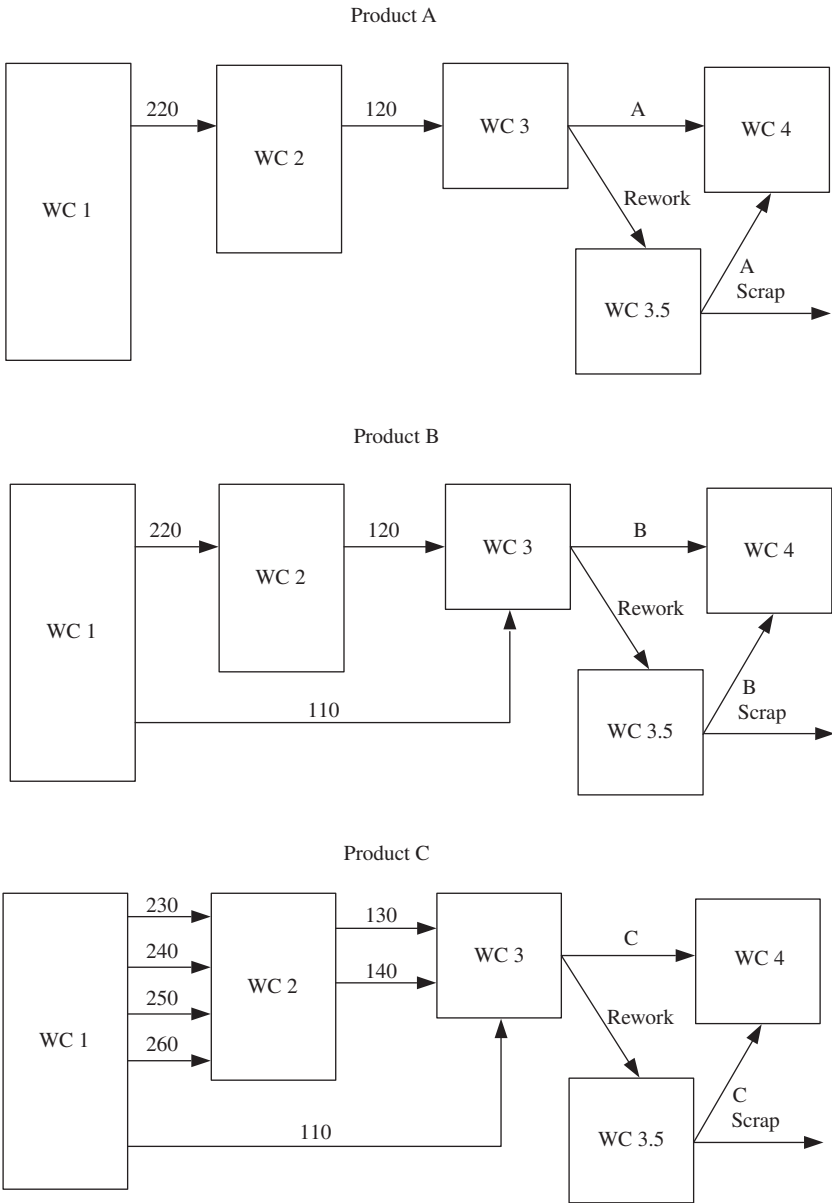 Product A
220
120
WC 1
WC 2
WC 3
A
WC 4
Rework
WC 3.5
A
Scrap
Product B
220
120
WC 1
WC 2
WC 3
B
WC 4
Rework
110
WC 3.5
B
Scrap
Product C
230
240
250
260
130
140
WC 1
WC 2
WC 3
C
WC 4
Rework
110
WC 3.5
C
Scrap